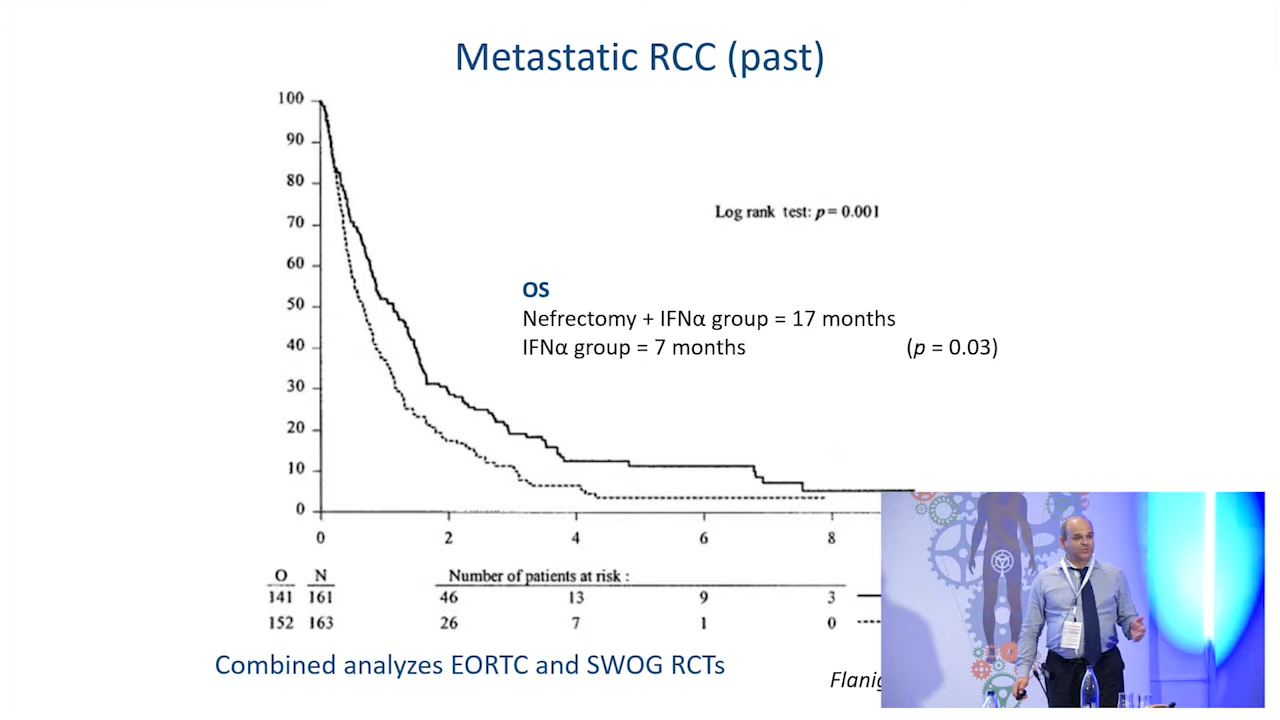 Metastatic RCC (past)
100
90
80
70
60
50
40
30
20
10
0
Log rank test: p = 0.001
OS
Nefrectomy + IFNα group = 17 months
IFNα group = 7 months (p = 0.03)
0 2 4 6 8
O N Number of patients at risk :
141 161 46 13 9 3
152 163 26 7 1 0
Combined analyzes EORTC and SWOG RCTs
Flanig